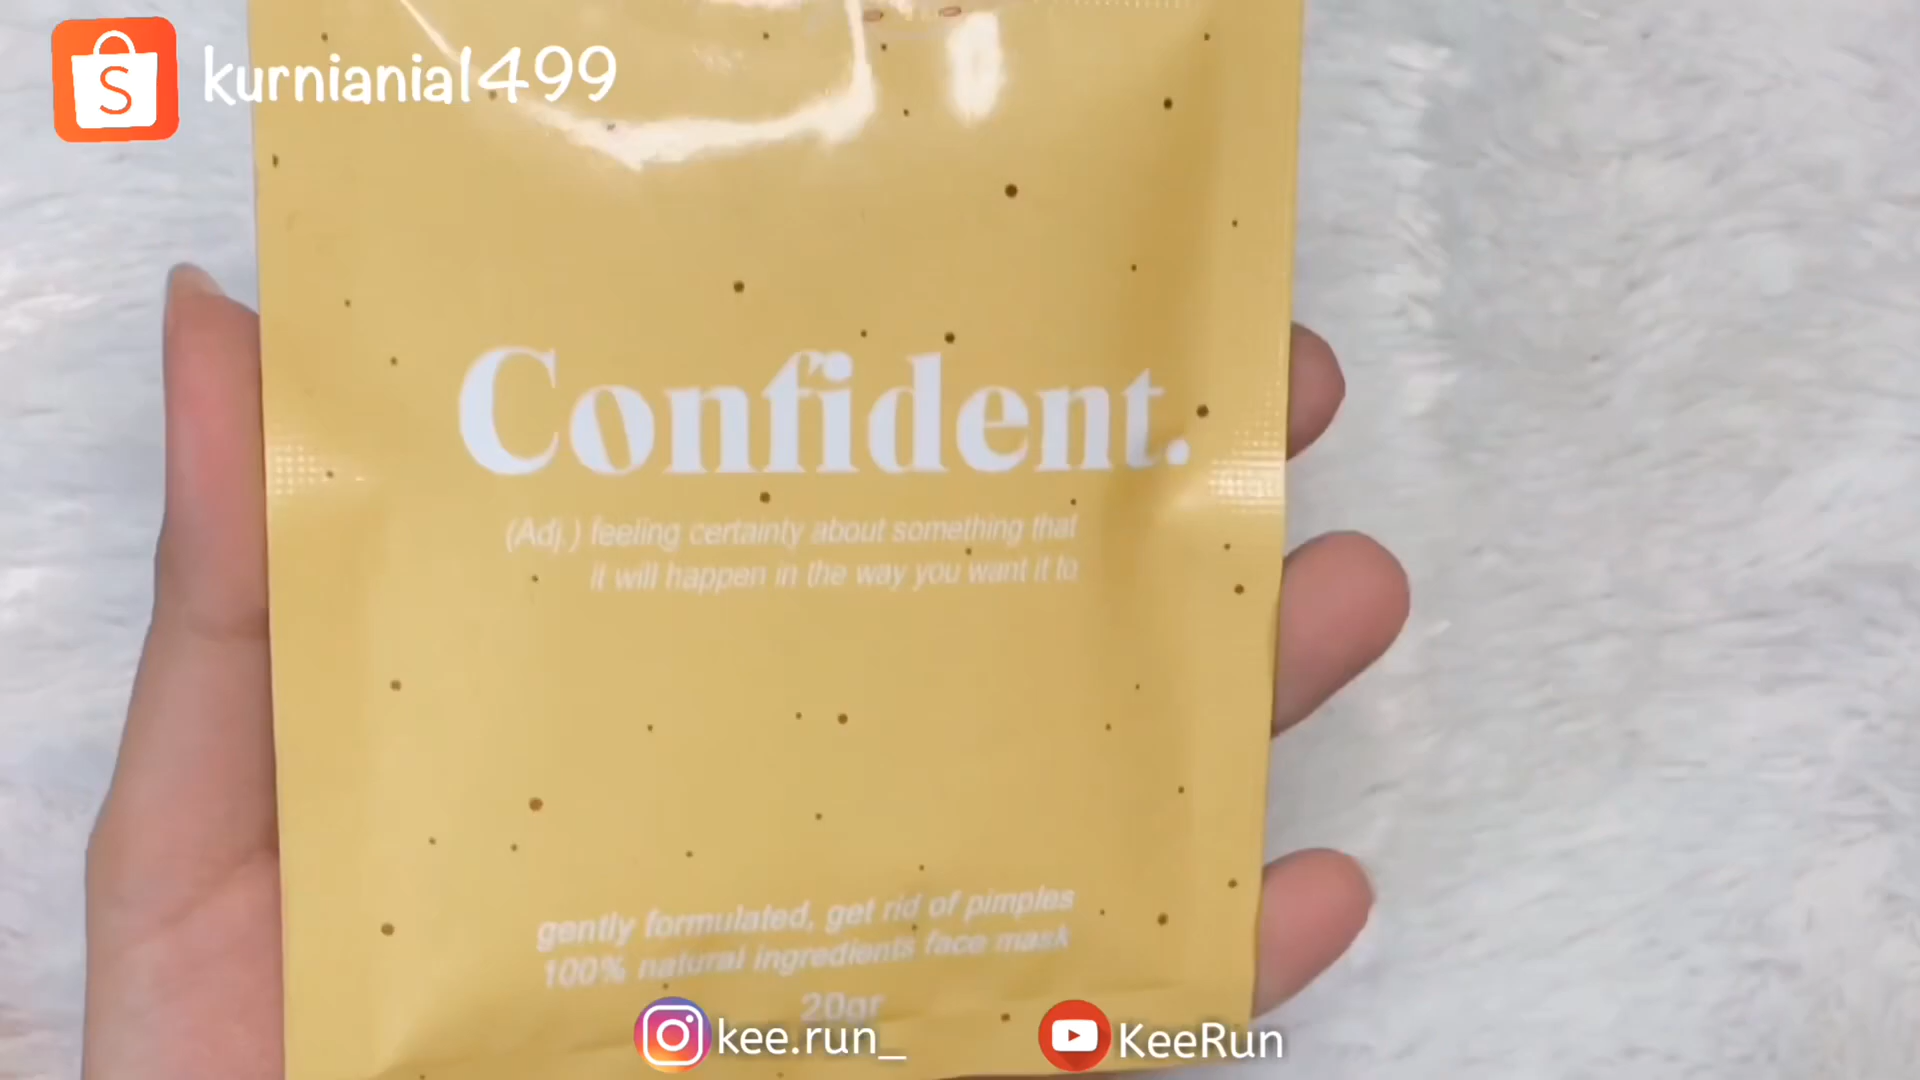 S kurnianial499
Confident.
(Adj.) feeling certainty about something that
it will happen in the way you want it to
gently formulated, get rid of pimples
100% natural ingredients face mask
20gr
kee.run_ KeeRun